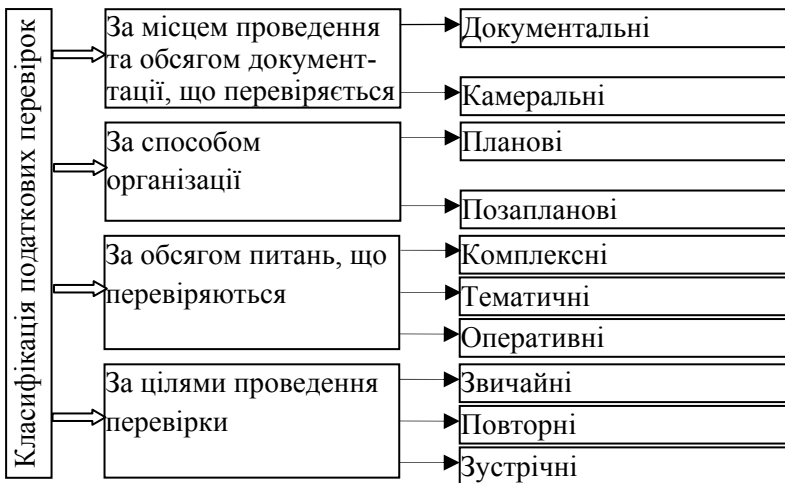 Класифікація податкових перевірок
За місцем проведення
та обсягом документ-
тації, що перевіряється
Документальні
Камеральні
За способом
організації
Планові
Позапланові
За обсягом питань, що
перевіряються
Комплексні
Тематичні
Оперативні
За цілями проведення
перевірки
Звичайні
Повторні
Зустрічні